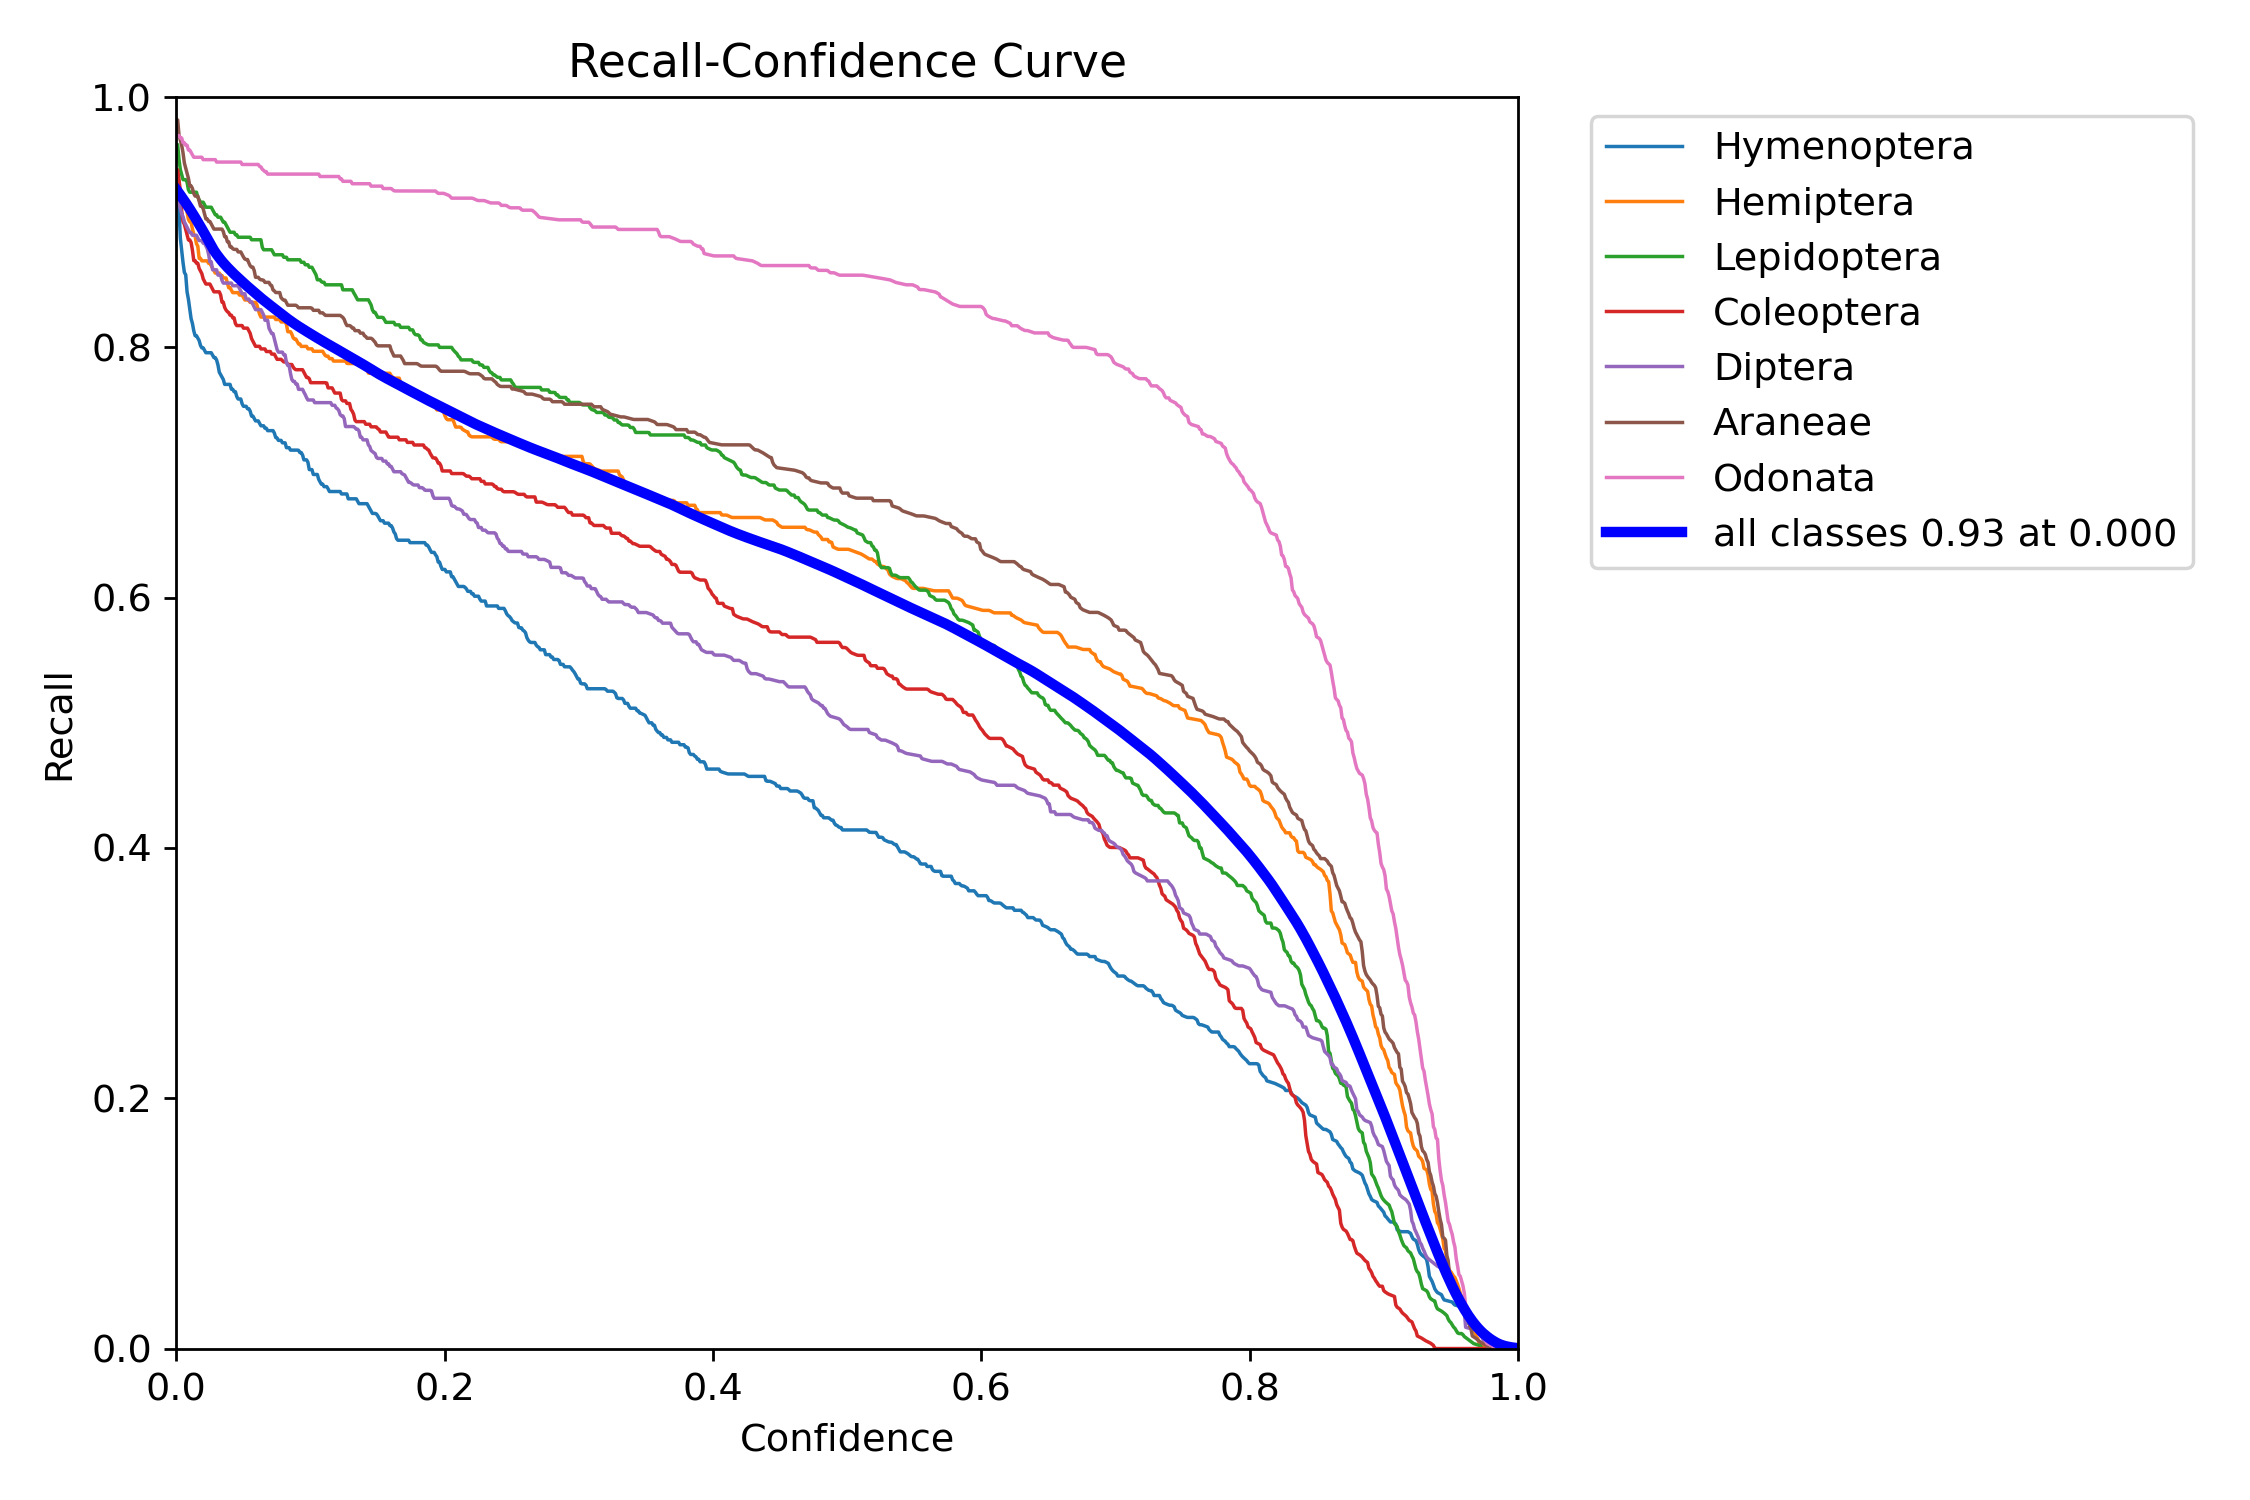 Recall-Confidence Curve
1.0
0.8
0.6
0.4
0.2
0.0
Recall
0.0 0.2 0.4 0.6 0.8 1.0
Confidence
Hymenoptera
Hemiptera
Lepidoptera
Coleoptera
Diptera
Araneae
Odonata
all classes 0.93 at 0.000